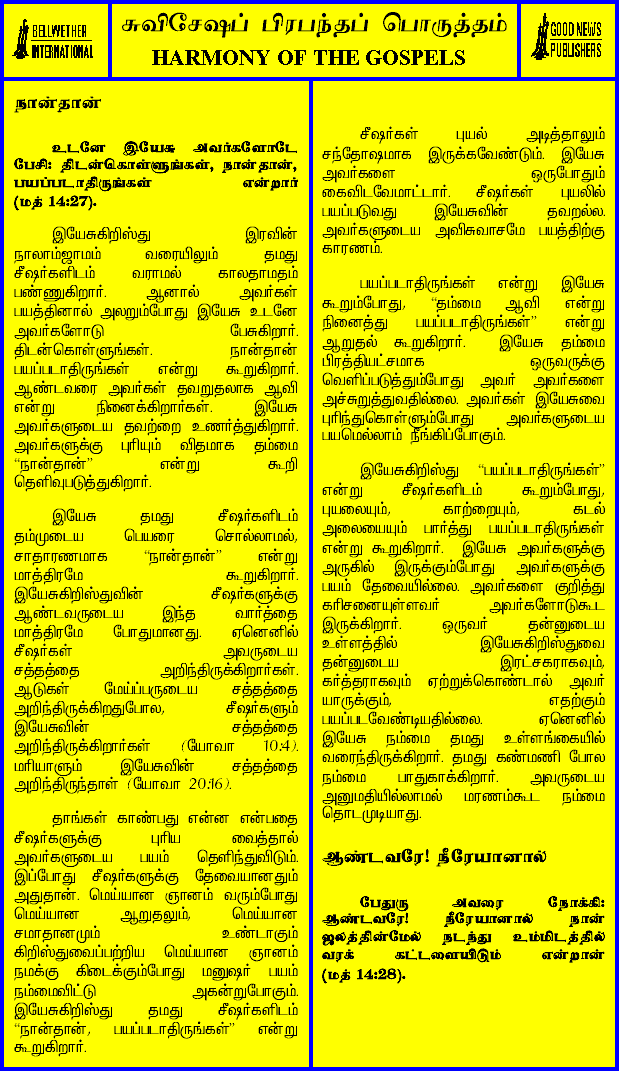 BELLWETHER
INTERNATIONAL
சுவிசேஷப் பிரபந்தப் பொருத்தம்
HARMONY OF THE GOSPELS
GOOD NEWS
PUBLISHERS
நான்தான்
உடனே இயேசு அவர்களோடே
பேசி: திடன்கொள்ளுங்கள், நான்தான்,
பயப்படாதிருங்கள் என்றார்
(மத் 14:27).
இயேசுகிறிஸ்து இரவின்
நாலாம்ஜாமம் வரையிலும் தமது
சீஷர்களிடம் வராமல் காலதாமதம்
பண்ணுகிறார். ஆனால் அவர்கள்
பயத்தினால் அலறும்போது இயேசு உடனே
அவர்களோடு பேசுகிறார்.
திடன்கொள்ளுங்கள். நான்தான்
பயப்படாதிருங்கள் என்று கூறுகிறார்.
ஆண்டவரை அவர்கள் தவறுதலாக ஆவி
என்று நினைக்கிறார்கள். இயேசு
அவர்களுடைய தவற்றை உணர்த்துகிறார்.
அவர்களுக்கு புரியும் விதமாக தம்மை
“நான்தான்” என்று கூறி
தெளிவுபடுத்துகிறார்.
இயேசு தமது சீஷர்களிடம்
தம்முடைய பெயரை சொல்லாமல்,
சாதாரணமாக “நான்தான்” என்று
மாத்திரமே கூறுகிறார்.
இயேசுகிறிஸ்துவின் சீஷர்களுக்கு
ஆண்டவருடைய இந்த வார்த்தை
மாத்திரமே போதுமானது. ஏனெனில்
சீஷர்கள் அவருடைய
சத்தத்தை அறிந்திருக்கிறார்கள்.
ஆடுகள் மேய்ப்பருடைய சத்தத்தை
அறிந்திருக்கிறதுபோல, சீஷர்களும்
இயேசுவின் சத்தத்தை
அறிந்திருக்கிறார்கள் (யோவா 10:4).
மரியாளும் இயேசுவின் சத்தத்தை
அறிந்திருந்தாள் (யோவா 20:16).
தாங்கள் காண்பது என்ன என்பதை
சீஷர்களுக்கு புரிய வைத்தால்
அவர்களுடைய பயம் தெளிந்துவிடும்.
இப்போது சீஷர்களுக்கு தேவையானதும்
அதுதான். மெய்யான ஞானம் வரும்போது
மெய்யான ஆறுதலும், மெய்யான
சமாதானமும் உண்டாகும்
கிறிஸ்துவைப்பற்றிய மெய்யான ஞானம்
நமக்கு கிடைக்கும்போது மனுஷர் பயம்
நம்மைவிட்டு அகன்றுபோகும்.
இயேசுகிறிஸ்து தமது சீஷர்களிடம்
“நான்தான், பயப்படாதிருங்கள்” என்று
கூறுகிறார்.
சீஷர்கள் புயல் அடித்தாலும்
சந்தோஷமாக இருக்கவேண்டும். இயேசு
அவர்களை ஒருபோதும்
கைவிடவேமாட்டார். சீஷர்கள் புயலில்
பயப்படுவது இயேசுவின் தவறல்ல.
அவர்களுடைய அவிசுவாசமே பயத்திற்கு
காரணம்.
பயப்படாதிருங்கள் என்று இயேசு
கூறும்போது, “தம்மை ஆவி என்று
நினைத்து பயப்படாதிருங்கள்” என்று
ஆறுதல் கூறுகிறார். இயேசு தம்மை
பிரத்தியட்சமாக ஒருவருக்கு
வெளிப்படுத்தும்போது அவர் அவர்களை
அச்சுறுத்துவதில்லை. அவர்கள் இயேசுவை
புரிந்துகொள்ளும்போது அவர்களுடைய
பயமெல்லாம் நீங்கிப்போகும்.
இயேசுகிறிஸ்து “பயப்படாதிருங்கள்”
என்று சீஷர்களிடம் கூறும்போது,
புயலையும், காற்றையும், கடல்
அலையையும் பார்த்து பயப்படாதிருங்கள்
என்று கூறுகிறார். இயேசு அவர்களுக்கு
அருகில் இருக்கும்போது அவர்களுக்கு
பயம் தேவையில்லை. அவர்களை குறித்து
கரிசனையுள்ளவர் அவர்களோடுகூட
இருக்கிறார். ஒருவர் தன்னுடைய
உள்ளத்தில் இயேசுகிறிஸ்துவை
தன்னுடைய இரட்சகராகவும்,
கர்த்தராகவும் ஏற்றுக்கொண்டால் அவர்
யாருக்கும், எதற்கும்
பயப்படவேண்டியதில்லை. ஏனெனில்
இயேசு நம்மை தமது உள்ளங்கையில்
வரைந்திருக்கிறார். தமது கண்மணி போல
நம்மை பாதுகாக்கிறார். அவருடைய
அனுமதியில்லாமல் மரணம்கூட நம்மை
தொடமுடியாது.
ஆண்டவரே! நீரேயானால்
பேதுரு அவரை நோக்கி:
ஆண்டவரே! நீரேயானால் நான்
ஜலத்தின்மேல் நடந்து உம்மிடத்தில்
வரக் கட்டளையிடும் என்றான்
(மத் 14:28).